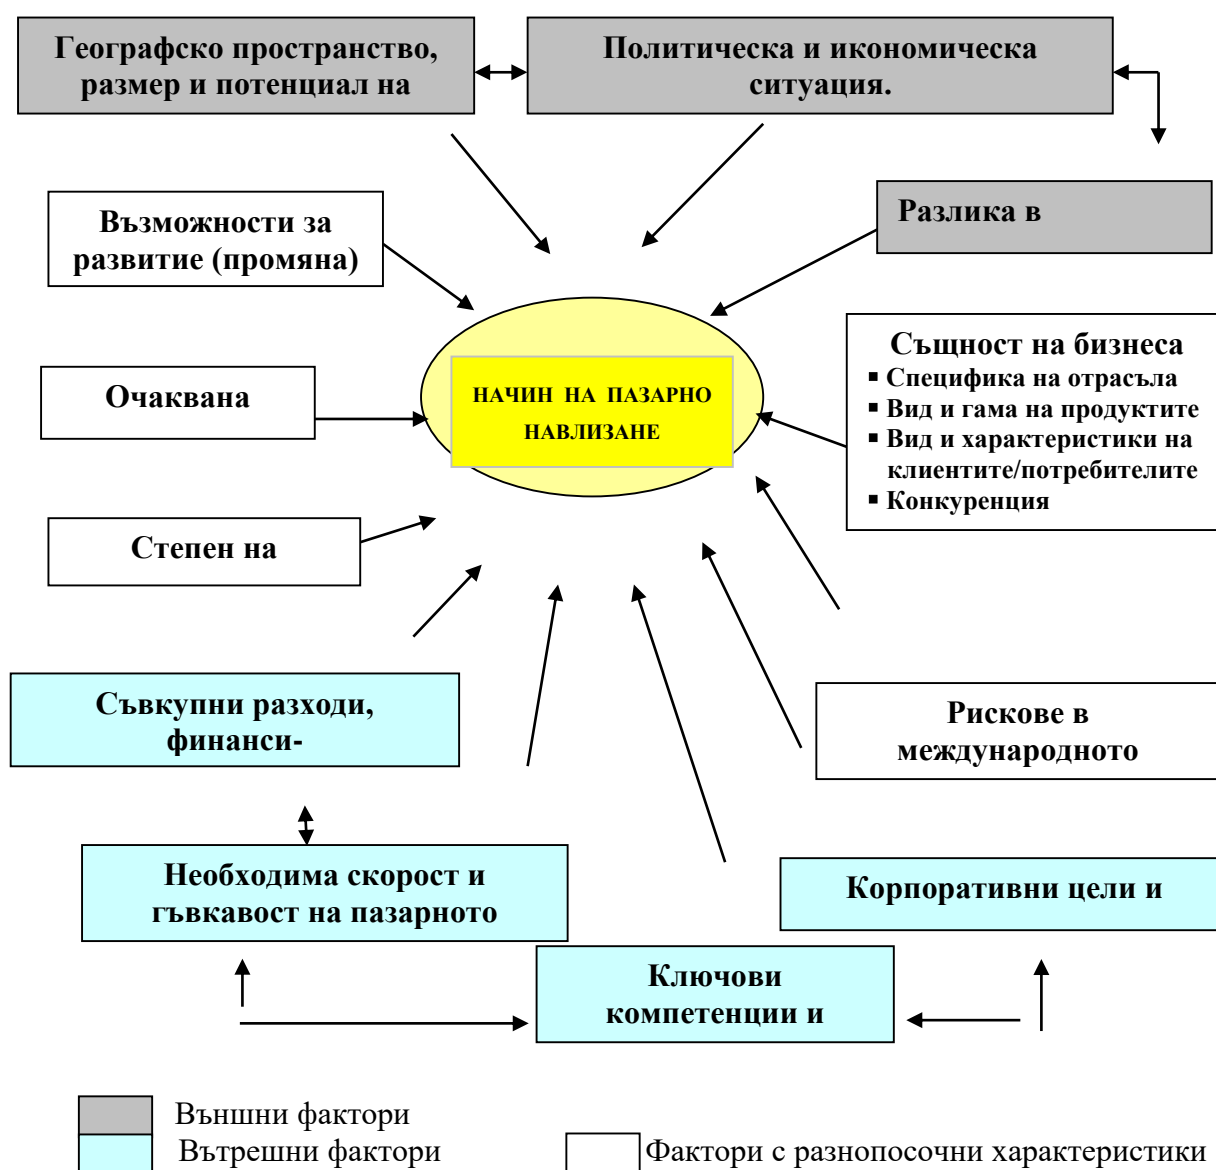 Географско пространство,
размер и потенциал на
Политическа и икономическа
ситуация.
Възможности за
развитие (промяна)
Разлика в
Същност на бизнеса
▪ Специфика на отрасъла
▪ Вид и гама на продуктите
▪ Вид и характеристики на
клиентите/потребителите
▪ Конкуренция
Очаквана
НАЧИН НА ПАЗАРНО
НАВЛИЗАНЕ
Степен на
Съвкупни разходи,
финанси-
Рискове в
международното
Необходима скорост и
гъвкавост на пазарното
Корпоративни цели и
Ключови
компетенции и
Външни фактори
Вътрешни фактори
Фактори с разнопосочни характеристики